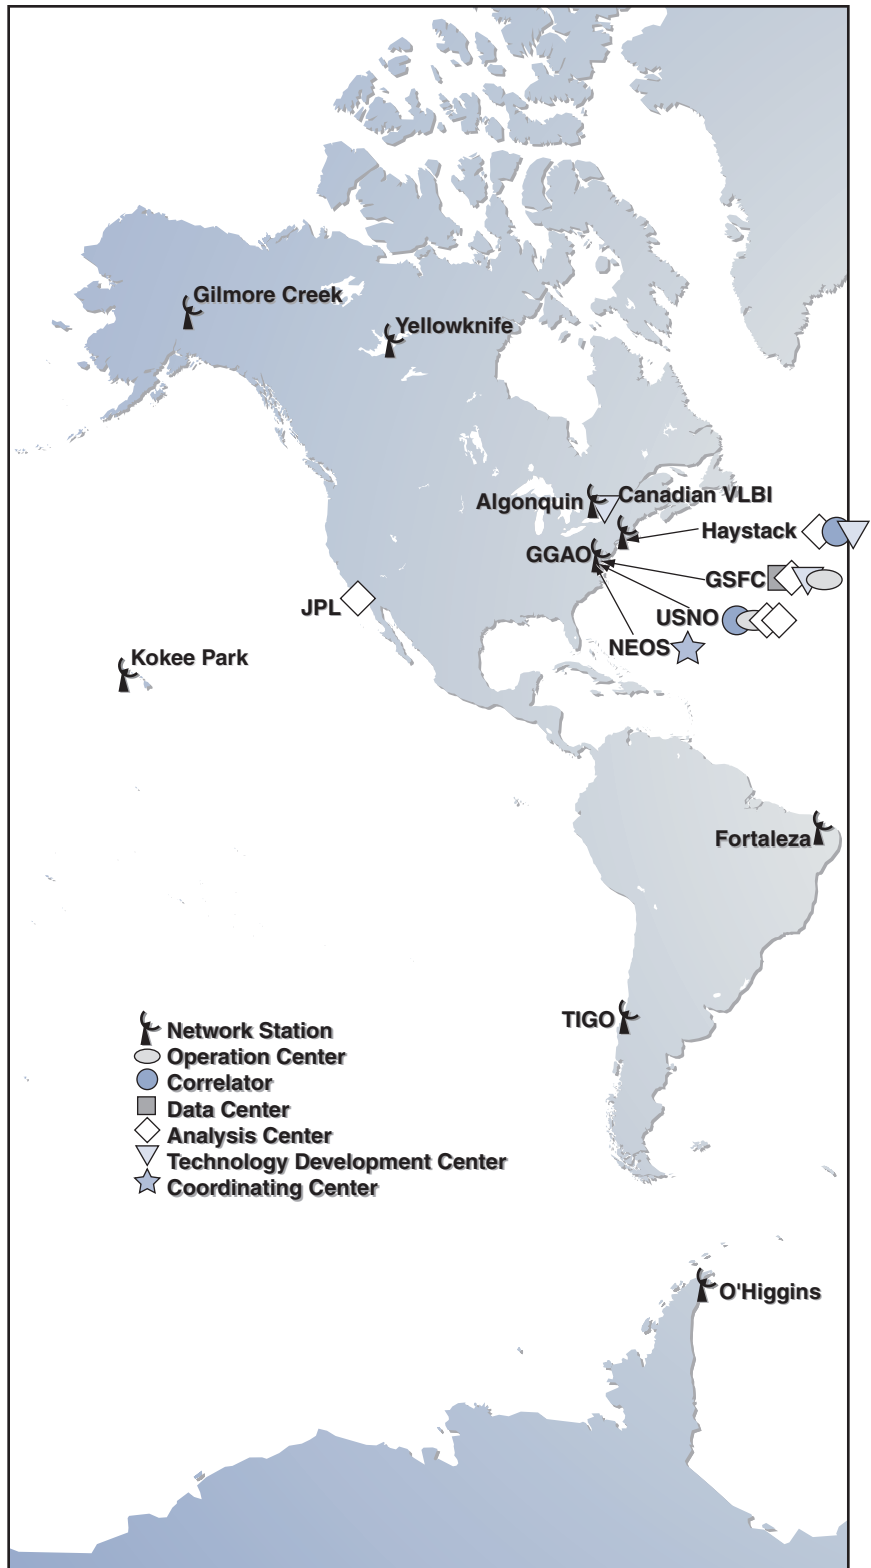 Gilmore Creek
Yellowknife
Algonquin
Canadian VLBI
Haystack
GGAO
GSFC
JPL
USNO
NEOS
Kokee Park
Fortaleza
TIGO
Network Station
Operation Center
Correlator
Data Center
Analysis Center
Technology Development Center
Coordinating Center
O'Higgins